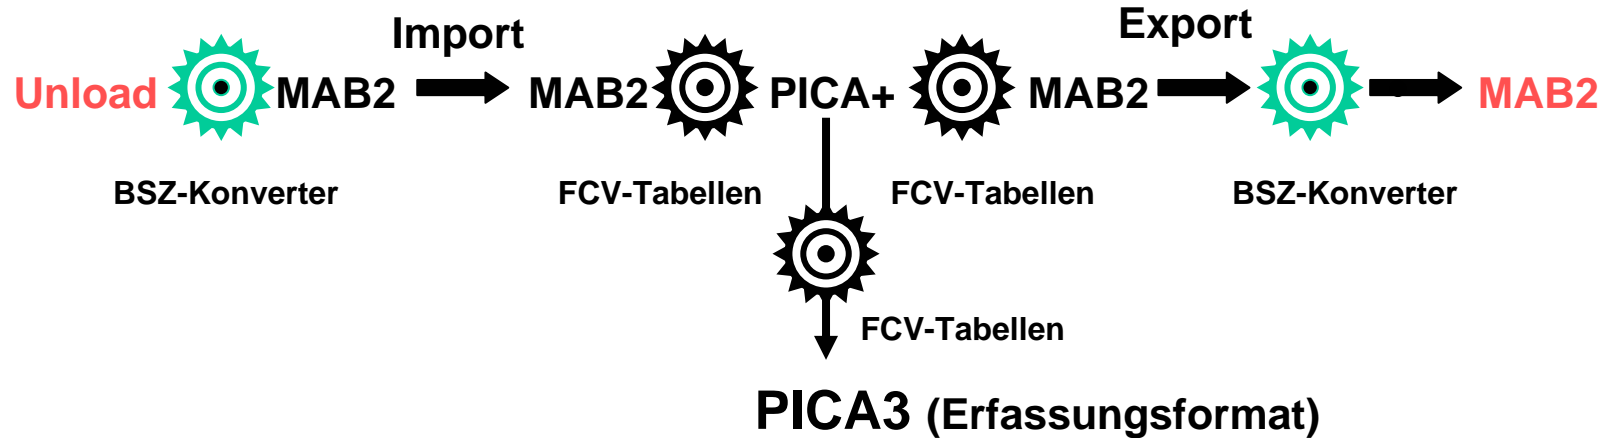 Import
Export
Unload MAB2 MAB2 PICA+ MAB2 MAB2
BSZ-Konverter FCV-Tabellen FCV-Tabellen BSZ-Konverter
FCV-Tabellen
PICA3 (Erfassungsformat)